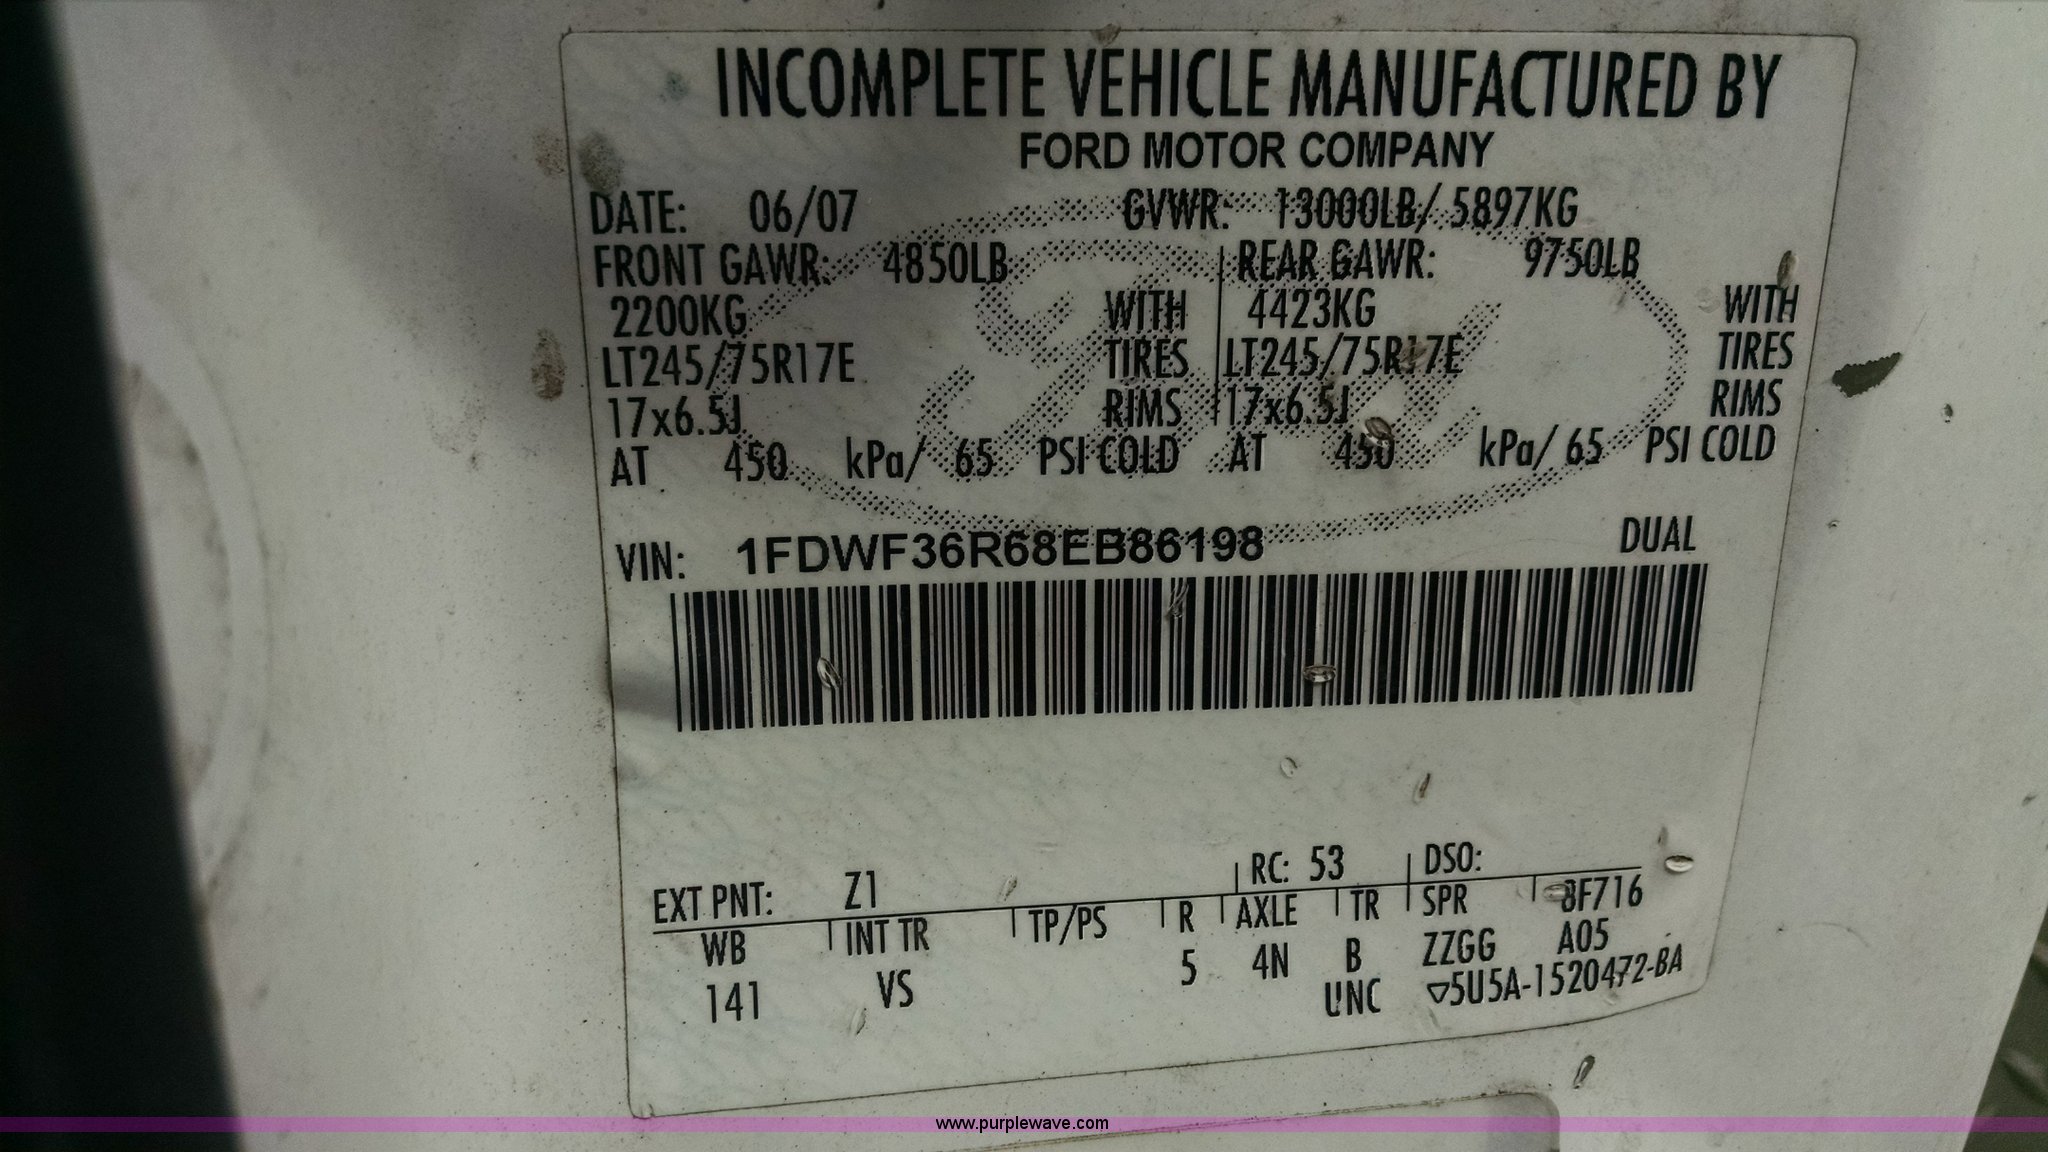 INCOMPLETE VEHICLE MANUFACTURED BY
FORD MOTOR COMPANY
DATE: 06/07 GVWR: 13000LB/ 5897KG
FRONT GAWR: 4850LB REAR GAWR: 9750LB
2200KG WITH 4423KG WITH
LT245/75R17E TIRES LT245/75R17E TIRES
17x6.5J RIMS 17x6.5J RIMS
AT 450 kPa/ 65 PSI COLD AT 450 kPa/ 65 PSI COLD
VIN: 1FDWF36R68EB86198 DUAL
EXT PNT: Z1 RC: 53 DSO:
WB INT TR TP/PS R AXLE TR SPR 8F716
141 VS 5 4N B ZZGG A05
UNC ▽5U5A-1520472-BA
www.purplewave.com